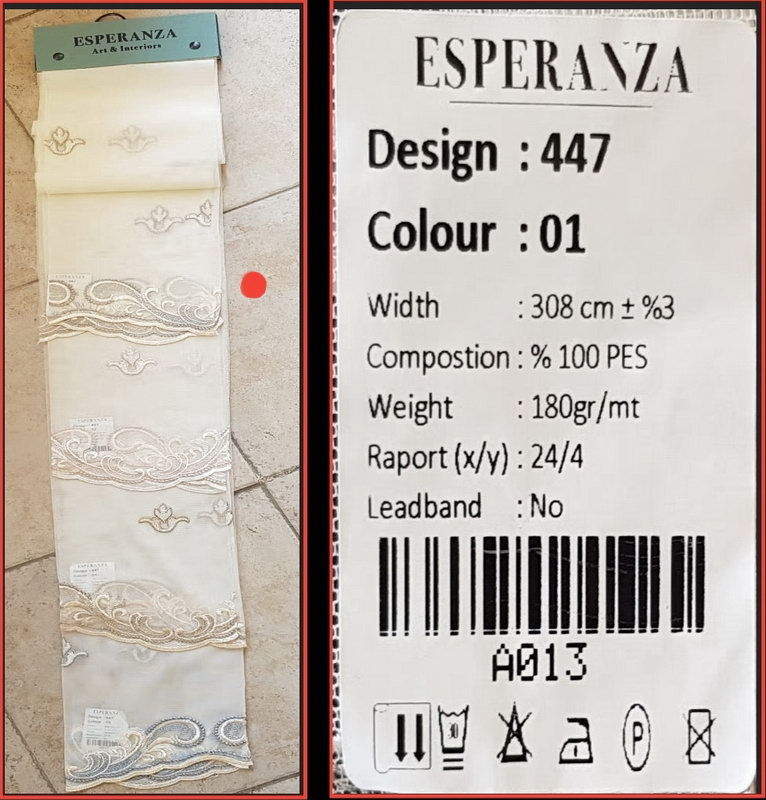 ESPERANZA
Art & Interiors
ESPERANZA
Design : 447
Colour : 01
Width : 308 cm ± %3
Compostion : % 100 PES
Weight : 180gr/mt
Raport (x/y) : 24/4
Leadband : No
A013
30
P